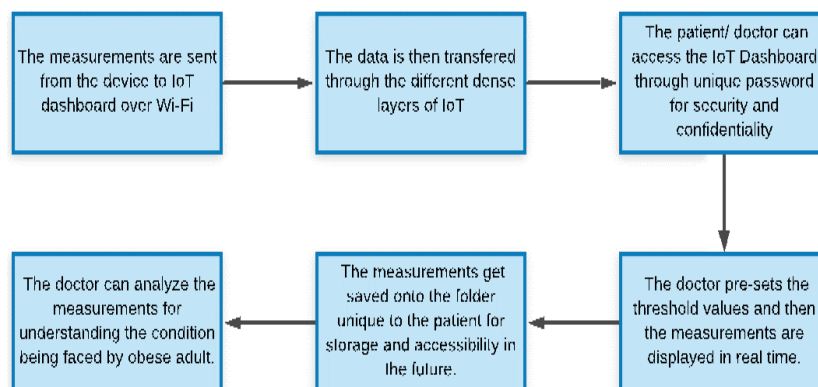 The measurements are sent
from the device to IoT
dashboard over Wi-Fi
The data is then transfered
through the different dense
layers of IoT
The patient/ doctor can
access the IoT Dashboard
through unique password
for security and
confidentiality
The doctor pre-sets the
threshold values and then
the measurements are
displayed in real time.
The measurements get
saved onto the folder
unique to the patient for
storage and accessibility in
the future.
The doctor can analyze the
measurements for
understanding the condition
being faced by obese adult.